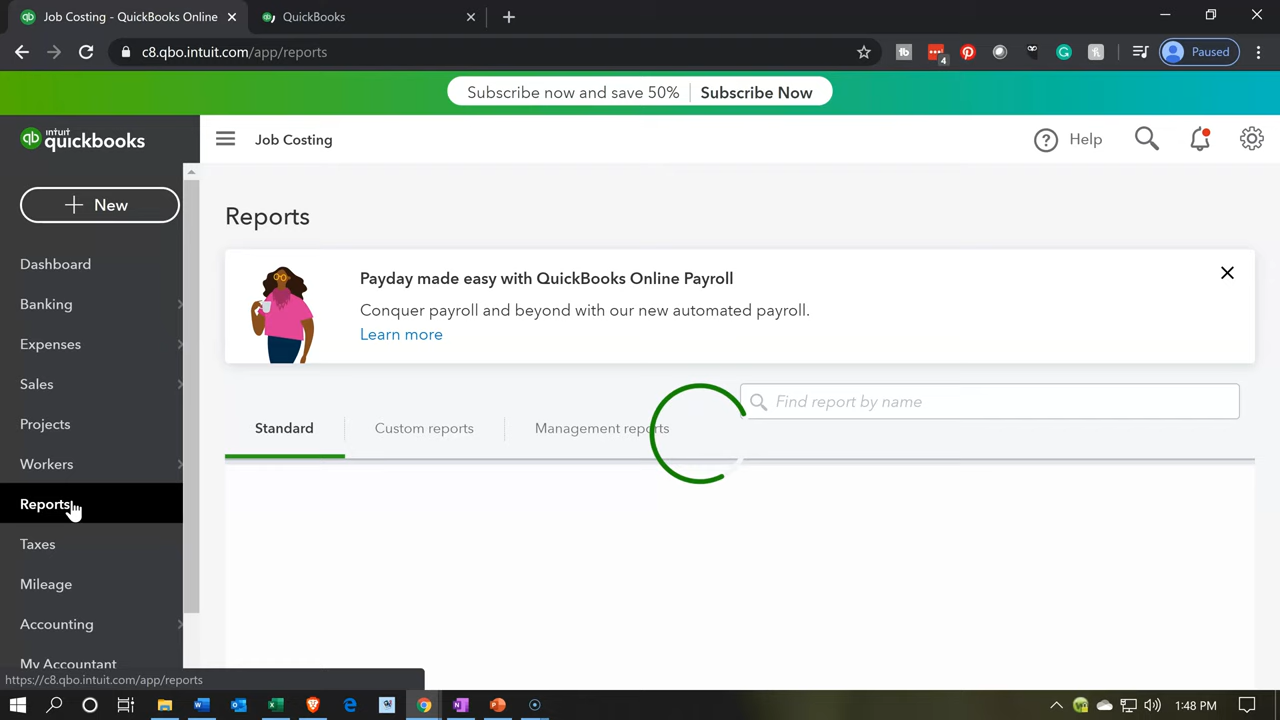 Job Costing - QuickBooks Online
QuickBooks
c8.qbo.intuit.com/app/reports
4
Paused
Subscribe now and save 50%
Subscribe Now
qb
intuit
quickbooks
Job Costing
Help
New
Reports
Dashboard
Payday made easy with QuickBooks Online Payroll
Banking
Conquer payroll and beyond with our new automated payroll.
Learn more
Expenses
Sales
Find report by name
Projects
Standard
Custom reports
Management reports
Workers
Reports
Taxes
Mileage
Accounting
My Accountant
https://c8.qbo.intuit.com/app/reports
1:48 PM